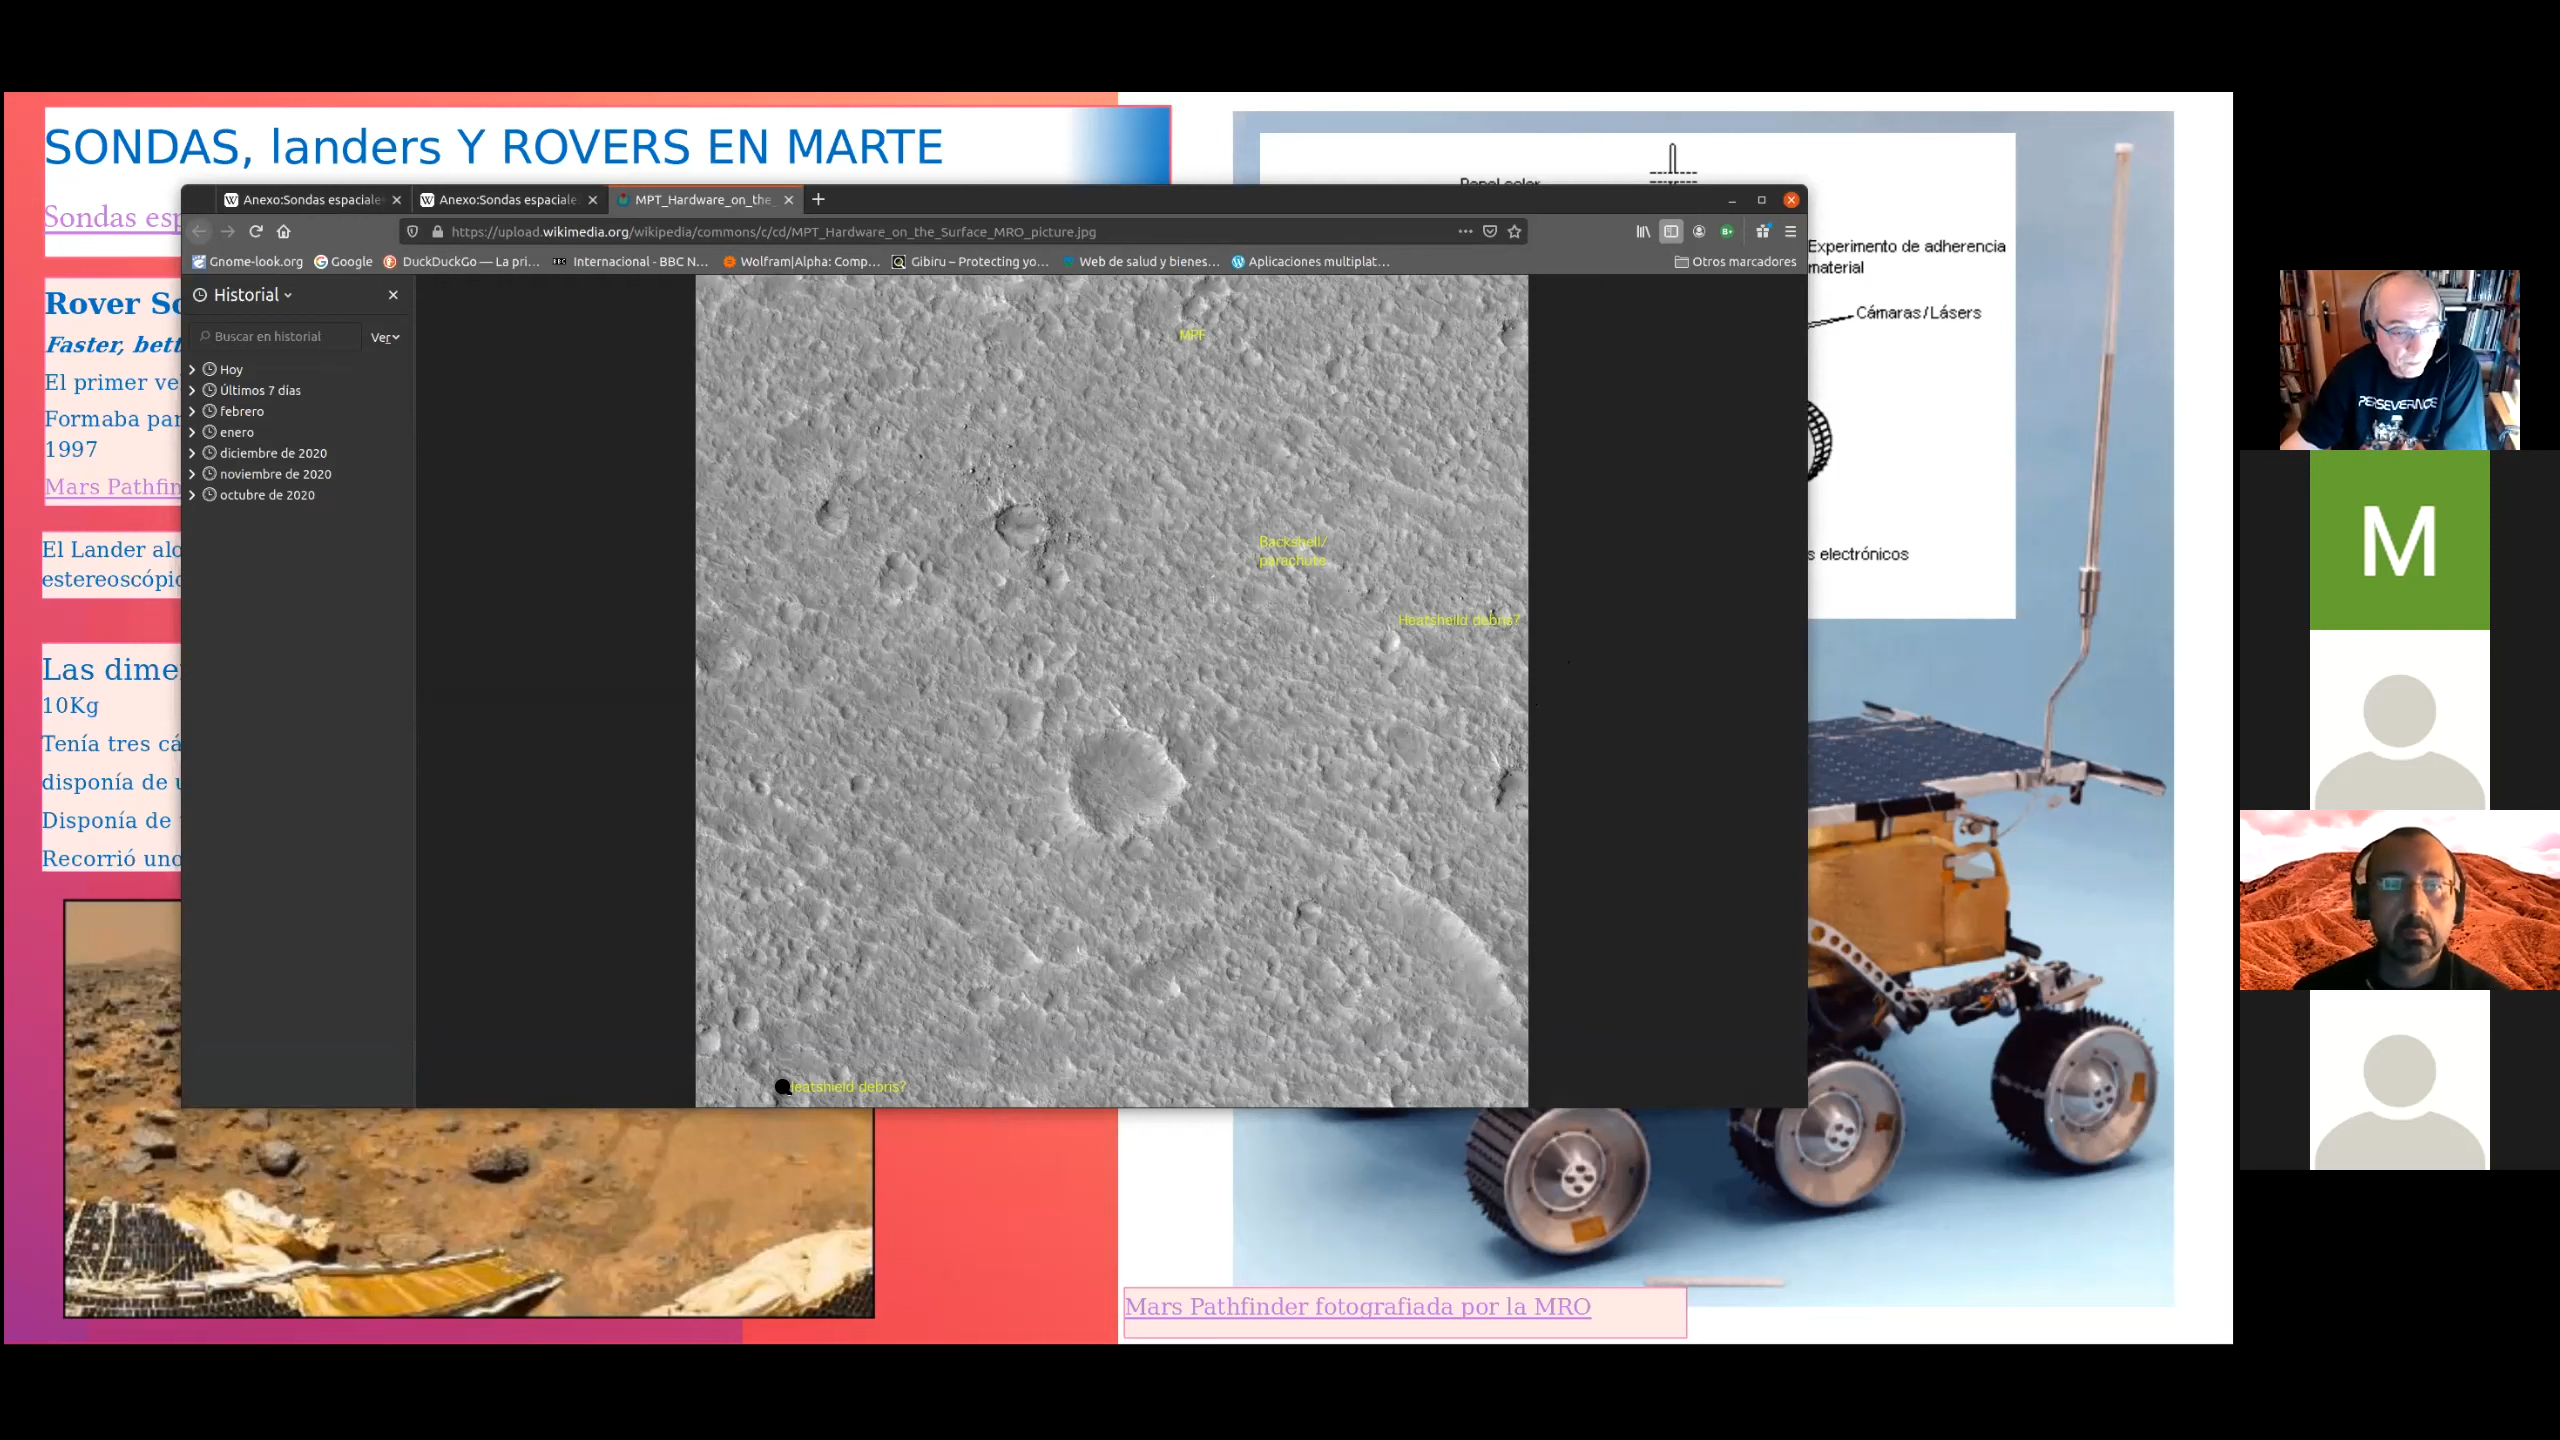 SONDAS, landers Y ROVERS EN MARTE
Sondas esp
Rover So
Faster, bett
El primer ve
Formaba par
1997
Mars Pathfin
El Lander alo
estereoscópic
Las dime
10Kg
Tenía tres cá
disponía de
Disponía de
Recorrió uno
Anexo:Sondas espaciale
Anexo:Sondas espaciale
MPT_Hardware_on_the_
https://upload.wikimedia.org/wikipedia/commons/c/cd/MPT_Hardware_on_the_Surface_MRO_picture.jpg
Gnome-look.org
Google
DuckDuckGo — La pri...
Internacional - BBC N...
Wolfram|Alpha: Comp...
Gibiru – Protecting yo...
Web de salud y bienes...
Aplicaciones multiplat...
Otros marcadores
Historial
Buscar en historial
Ver
Hoy
Últimos 7 días
febrero
enero
diciembre de 2020
noviembre de 2020
octubre de 2020
MPF
Backshell/
parachute
Heatsheild debris?
eatshield debris?
Experimento de adherencia
material
Cámaras/Lásers
s electrónicos
Mars Pathfinder fotografiada por la MRO
PERSEVERANCE
M